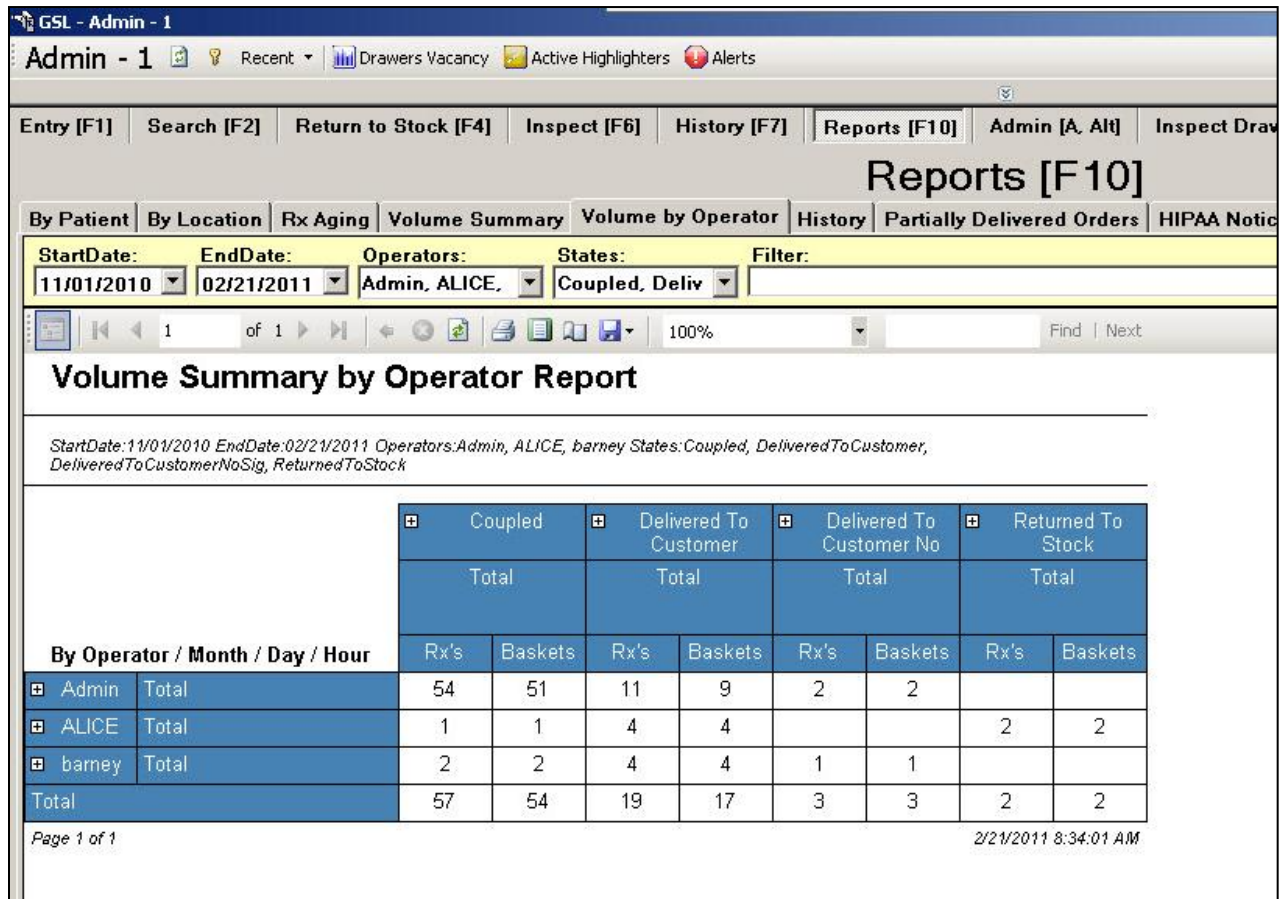 GSL - Admin - 1
Admin - 1 Recent Drawers Vacancy Active Highlighters Alerts
Entry [F1] Search [F2] Return to Stock [F4] Inspect [F6] History [F7] Reports [F10] Admin [A, Alt] Inspect Draw
Reports [F10]
By Patient By Location Rx Aging Volume Summary Volume by Operator History Partially Delivered Orders HIPAA Notic
StartDate: EndDate: Operators: States: Filter:
11/01/2010 02/21/2011 Admin, ALICE, Coupled, Deliv
1 of 1 100% Find | Next
Volume Summary by Operator Report
StartDate:11/01/2010 EndDate:02/21/2011 Operators:Admin, ALICE, barney States:Coupled, DeliveredToCustomer,
DeliveredToCustomerNoSig, ReturnedToStock
Coupled Delivered To Customer Delivered To Customer No Returned To Stock
Total Total Total Total
By Operator / Month / Day / Hour Rx's Baskets Rx's Baskets Rx's Baskets Rx's Baskets
Admin Total 54 51 11 9 2 2
ALICE Total 1 1 4 4 2 2
barney Total 2 2 4 4 1 1
Total 57 54 19 17 3 3 2 2
Page 1 of 1 2/21/2011 8:34:01 AM